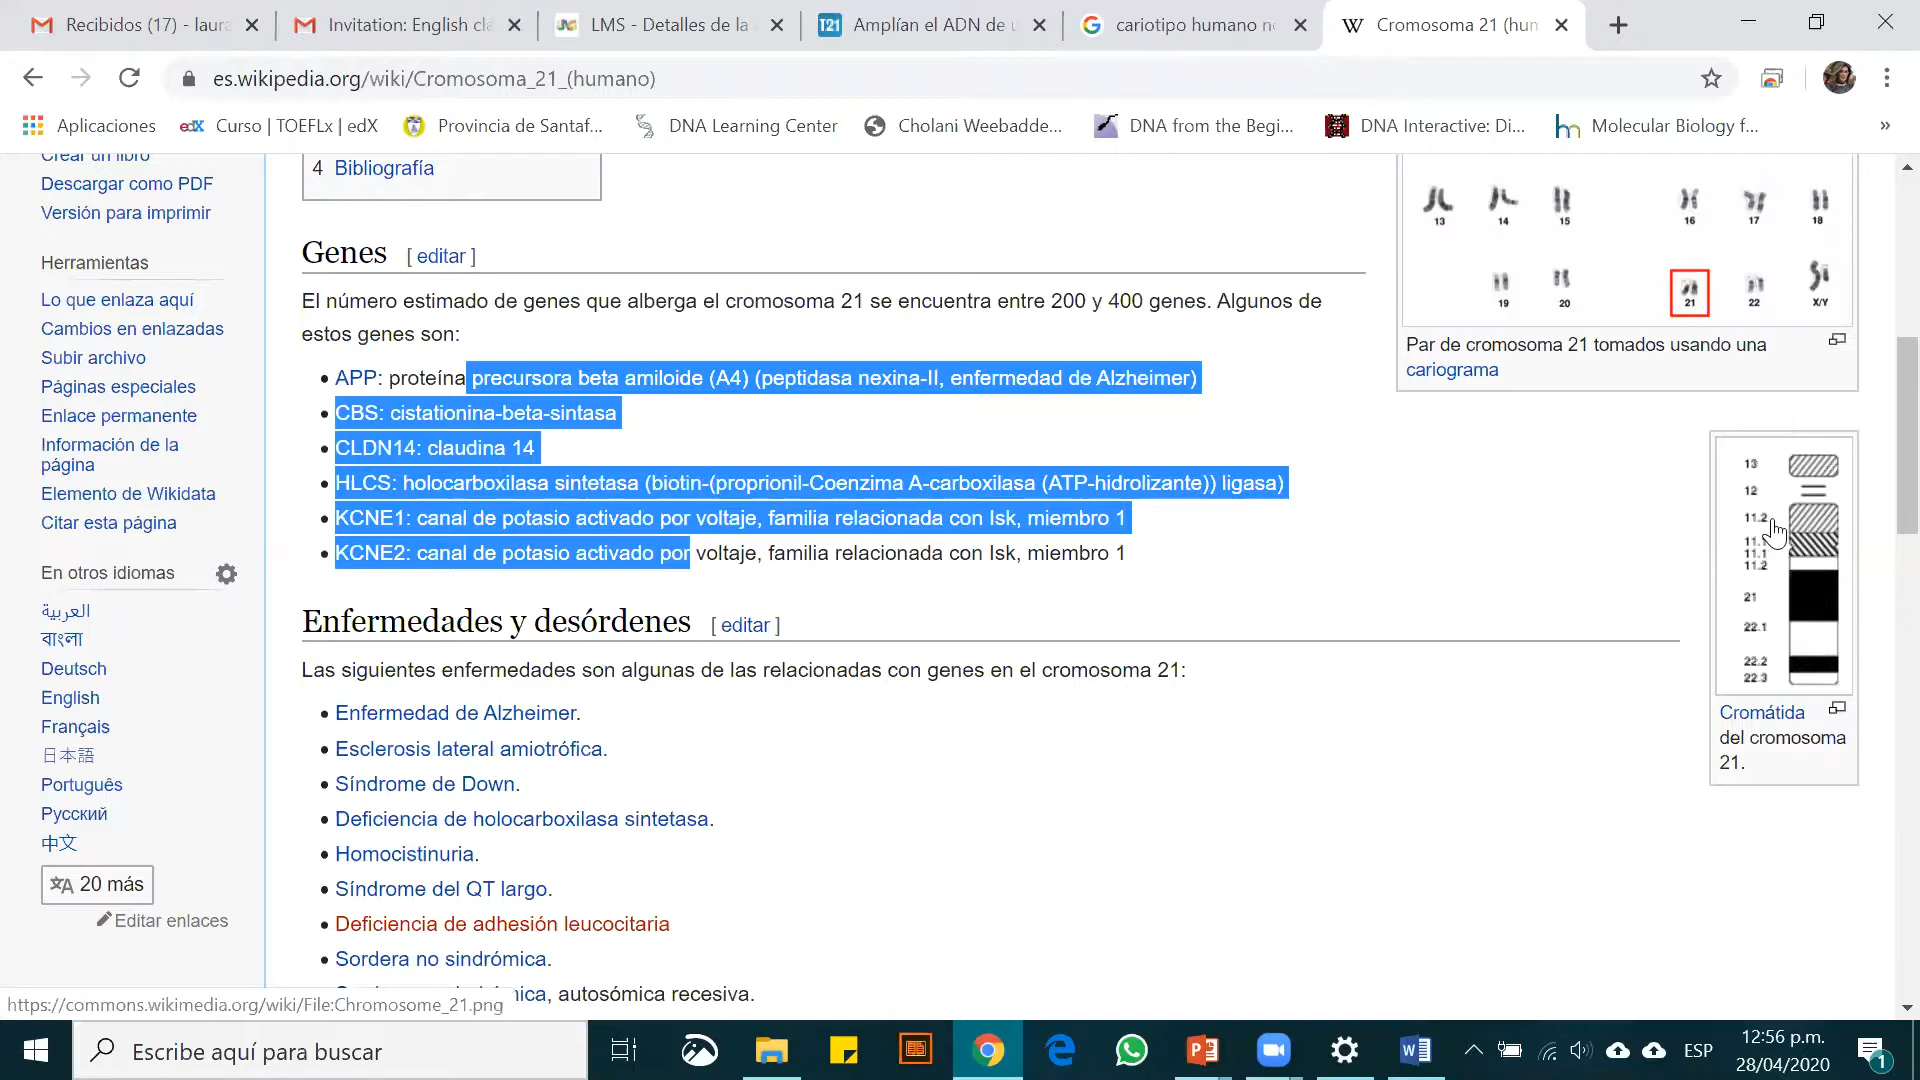 Recibidos (17) - laura
Invitation: English cla
LMS - Detalles de la
T21 Amplían el ADN de u
cariotipo humano no
W Cromosoma 21 (hum
es.wikipedia.org/wiki/Cromosoma_21_(humano)
Aplicaciones
edX Curso | TOEFLx | edX
Provincia de Santaf...
DNA Learning Center
Cholani Weebadde...
DNA from the Begi...
DNA Interactive: Di...
Molecular Biology f...
»
Crear un libro
Descargar como PDF
Versión para imprimir
Herramientas
Lo que enlaza aquí
Cambios en enlazadas
Subir archivo
Páginas especiales
Enlace permanente
Información de la
página
Elemento de Wikidata
Citar esta página
En otros idiomas
العربية
বাংলা
Deutsch
English
Français
日本語
Português
Русский
中文
20 más
Editar enlaces
4 Bibliografía
Genes [ editar ]
El número estimado de genes que alberga el cromosoma 21 se encuentra entre 200 y 400 genes. Algunos de
estos genes son:
• APP: proteína precursora beta amiloide (A4) (peptidasa nexina-II, enfermedad de Alzheimer)
• CBS: cistationina-beta-sintasa
• CLDN14: claudina 14
• HLCS: holocarboxilasa sintetasa (biotin-(proprionil-Coenzima A-carboxilasa (ATP-hidrolizante)) ligasa)
• KCNE1: canal de potasio activado por voltaje, familia relacionada con Isk, miembro 1
• KCNE2: canal de potasio activado por voltaje, familia relacionada con Isk, miembro 1
Enfermedades y desórdenes [ editar ]
Las siguientes enfermedades son algunas de las relacionadas con genes en el cromosoma 21:
• Enfermedad de Alzheimer.
• Esclerosis lateral amiotrófica.
• Síndrome de Down.
• Deficiencia de holocarboxilasa sintetasa.
• Homocistinuria.
• Síndrome del QT largo.
• Deficiencia de adhesión leucocitaria
• Sordera no sindrómica.
autosómica recesiva.
13 14 15 16 17 18
19 20 21 22 X/Y
Par de cromosoma 21 tomados usando una
cariograma
13
12
11.2
11.1
11.1
11.2
21
22.1
22.2
22.3
Cromátida
del cromosoma
21.
https://commons.wikimedia.org/wiki/File:Chromosome_21.png
Escribe aquí para buscar
ESP
12:56 p.m.
28/04/2020
1